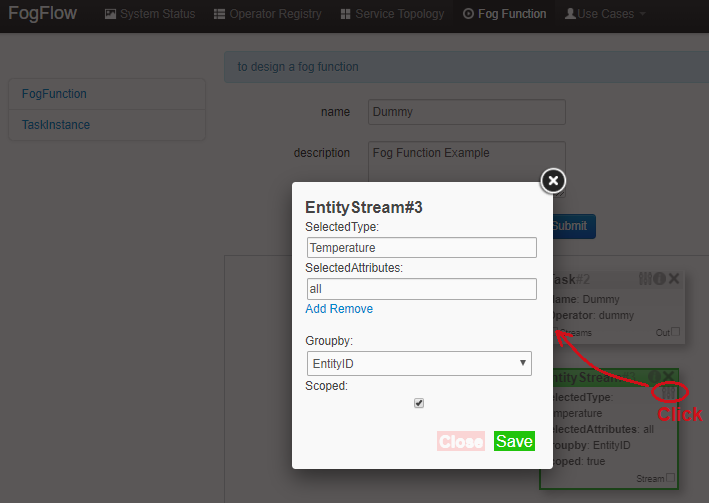 FogFlow System Status Operator Registry Service Topology Fog Function Use Cases
to design a fog function
FogFunction
TaskInstance
name Dummy
description Fog Function Example
Submit
EntityStream#3
SelectedType:
Temperature
SelectedAttributes:
all
Add Remove
Groupby:
EntityID
Scoped:
Close Save
Task#2
Name: Dummy
Operator: dummy
Streams Out
EntityStream
SelectedType:
Temperature
SelectedAttributes: all
Groupby: EntityID
Scoped: true
Stream
Click